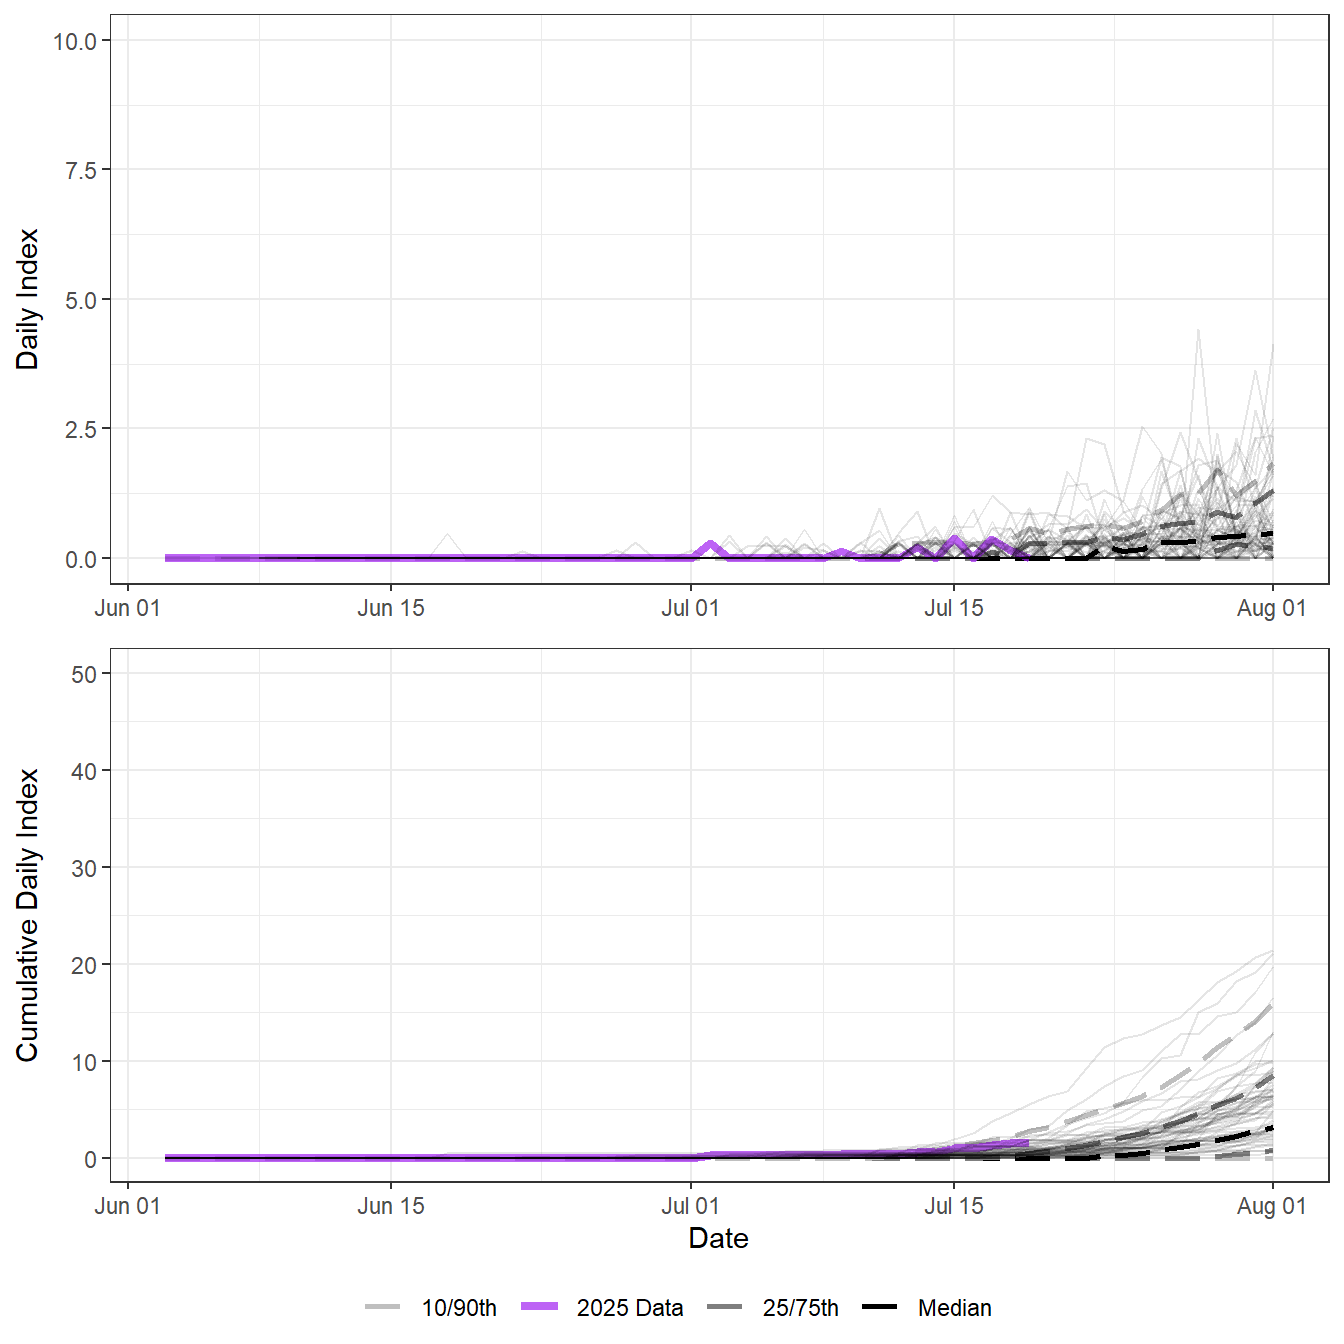 Daily Index
10.0
7.5
5.0
2.5
0.0
Jun 01 Jun 15 Jul 01 Jul 15 Aug 01
Cumulative Daily Index
50
40
30
20
10
0
Jun 01 Jun 15 Jul 01 Jul 15 Aug 01
Date
10/90th 2025 Data 25/75th Median